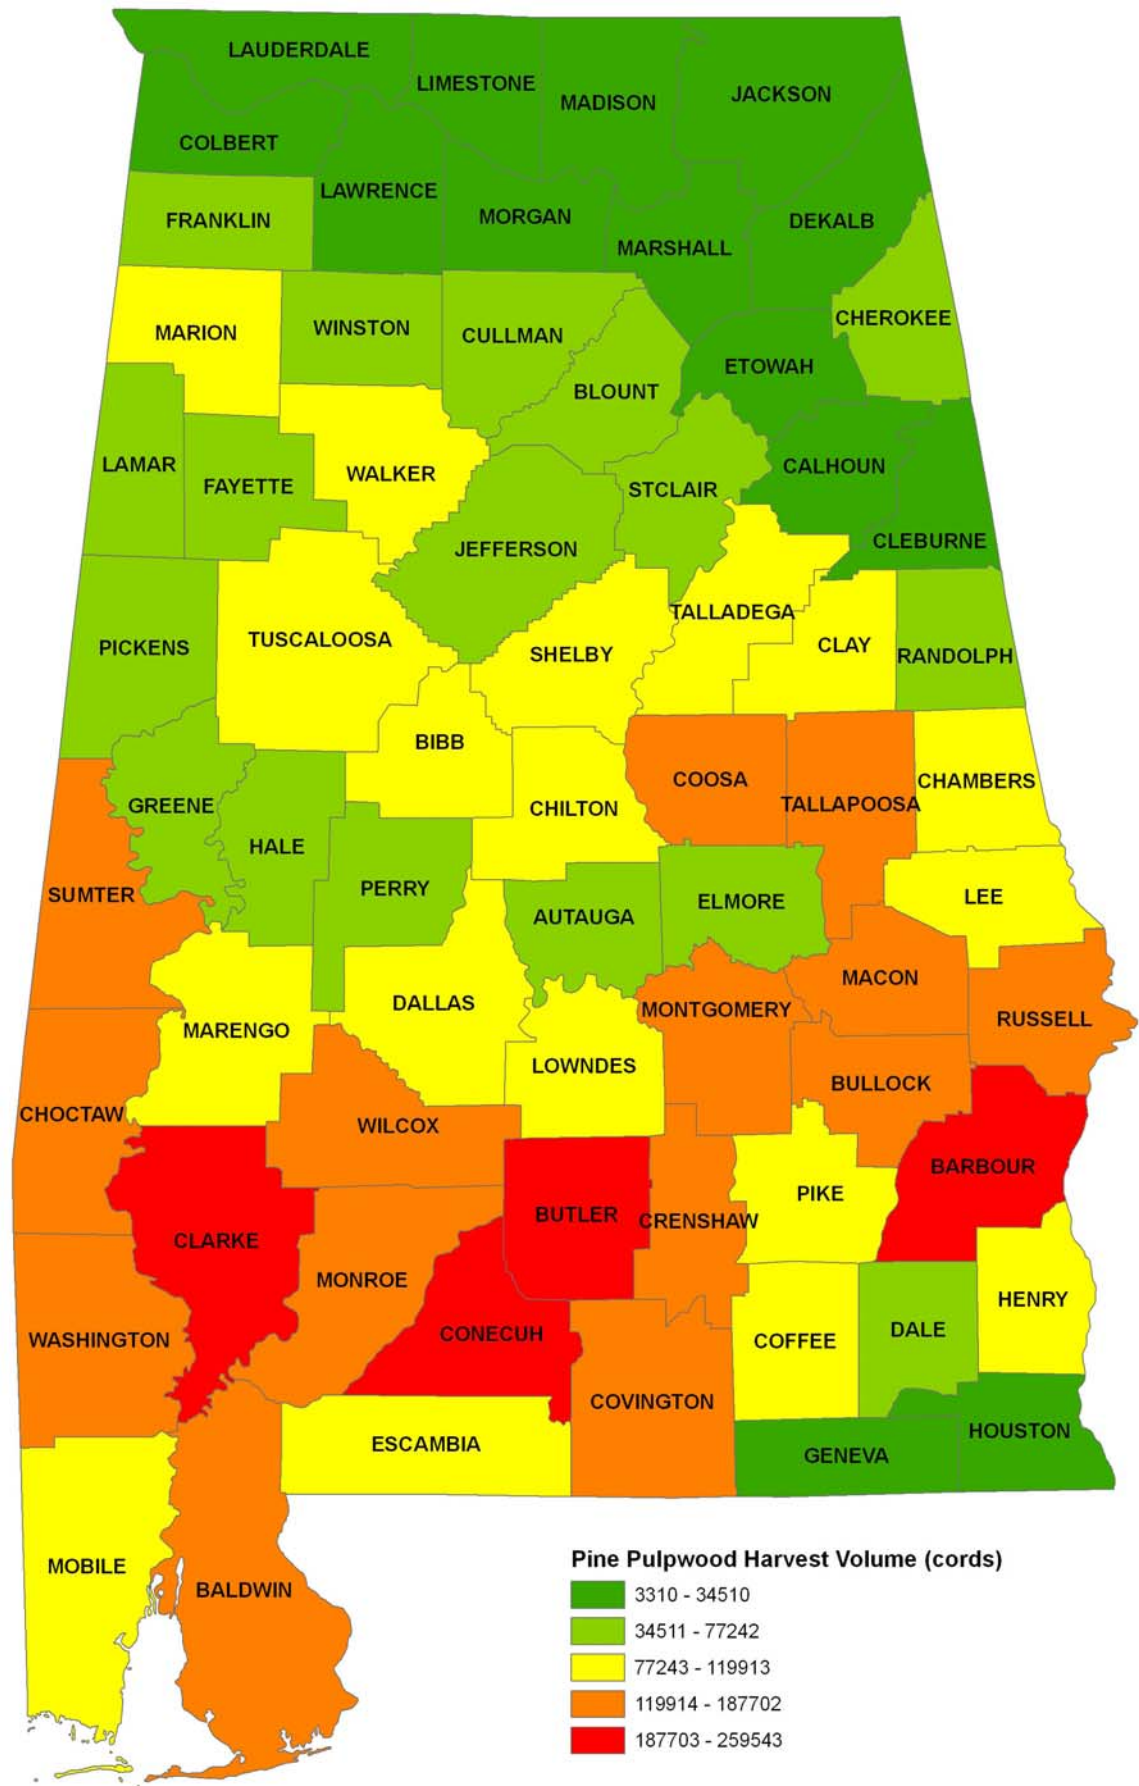 LAUDERDALE
LIMESTONE
MADISON
JACKSON
COLBERT
LAWRENCE
FRANKLIN
MORGAN
DEKALB
MARSHALL
CHEROKEE
MARION
WINSTON
CULLMAN
ETOWAH
BLOUNT
LAMAR
CALHOUN
WALKER
FAYETTE
STCLAIR
CLEBURNE
JEFFERSON
TALLADEGA
TUSCALOOSA
PICKENS
CLAY
SHELBY
RANDOLPH
BIBB
COOSA
CHAMBERS
TALLAPOOSA
GREENE
CHILTON
HALE
PERRY
SUMTER
LEE
ELMORE
AUTAUGA
MACON
DALLAS
MONTGOMERY
RUSSELL
MARENGO
LOWNDES
BULLOCK
CHOCTAW
WILCOX
BARBOUR
PIKE
BUTLER
CRENSHAW
CLARKE
MONROE
HENRY
DALE
CONECUH
WASHINGTON
COFFEE
COVINGTON
HOUSTON
ESCAMBIA
GENEVA
MOBILE
BALDWIN
Pine Pulpwood Harvest Volume (cords)
3310 - 34510
34511 - 77242
77243 - 119913
119914 - 187702
187703 - 259543